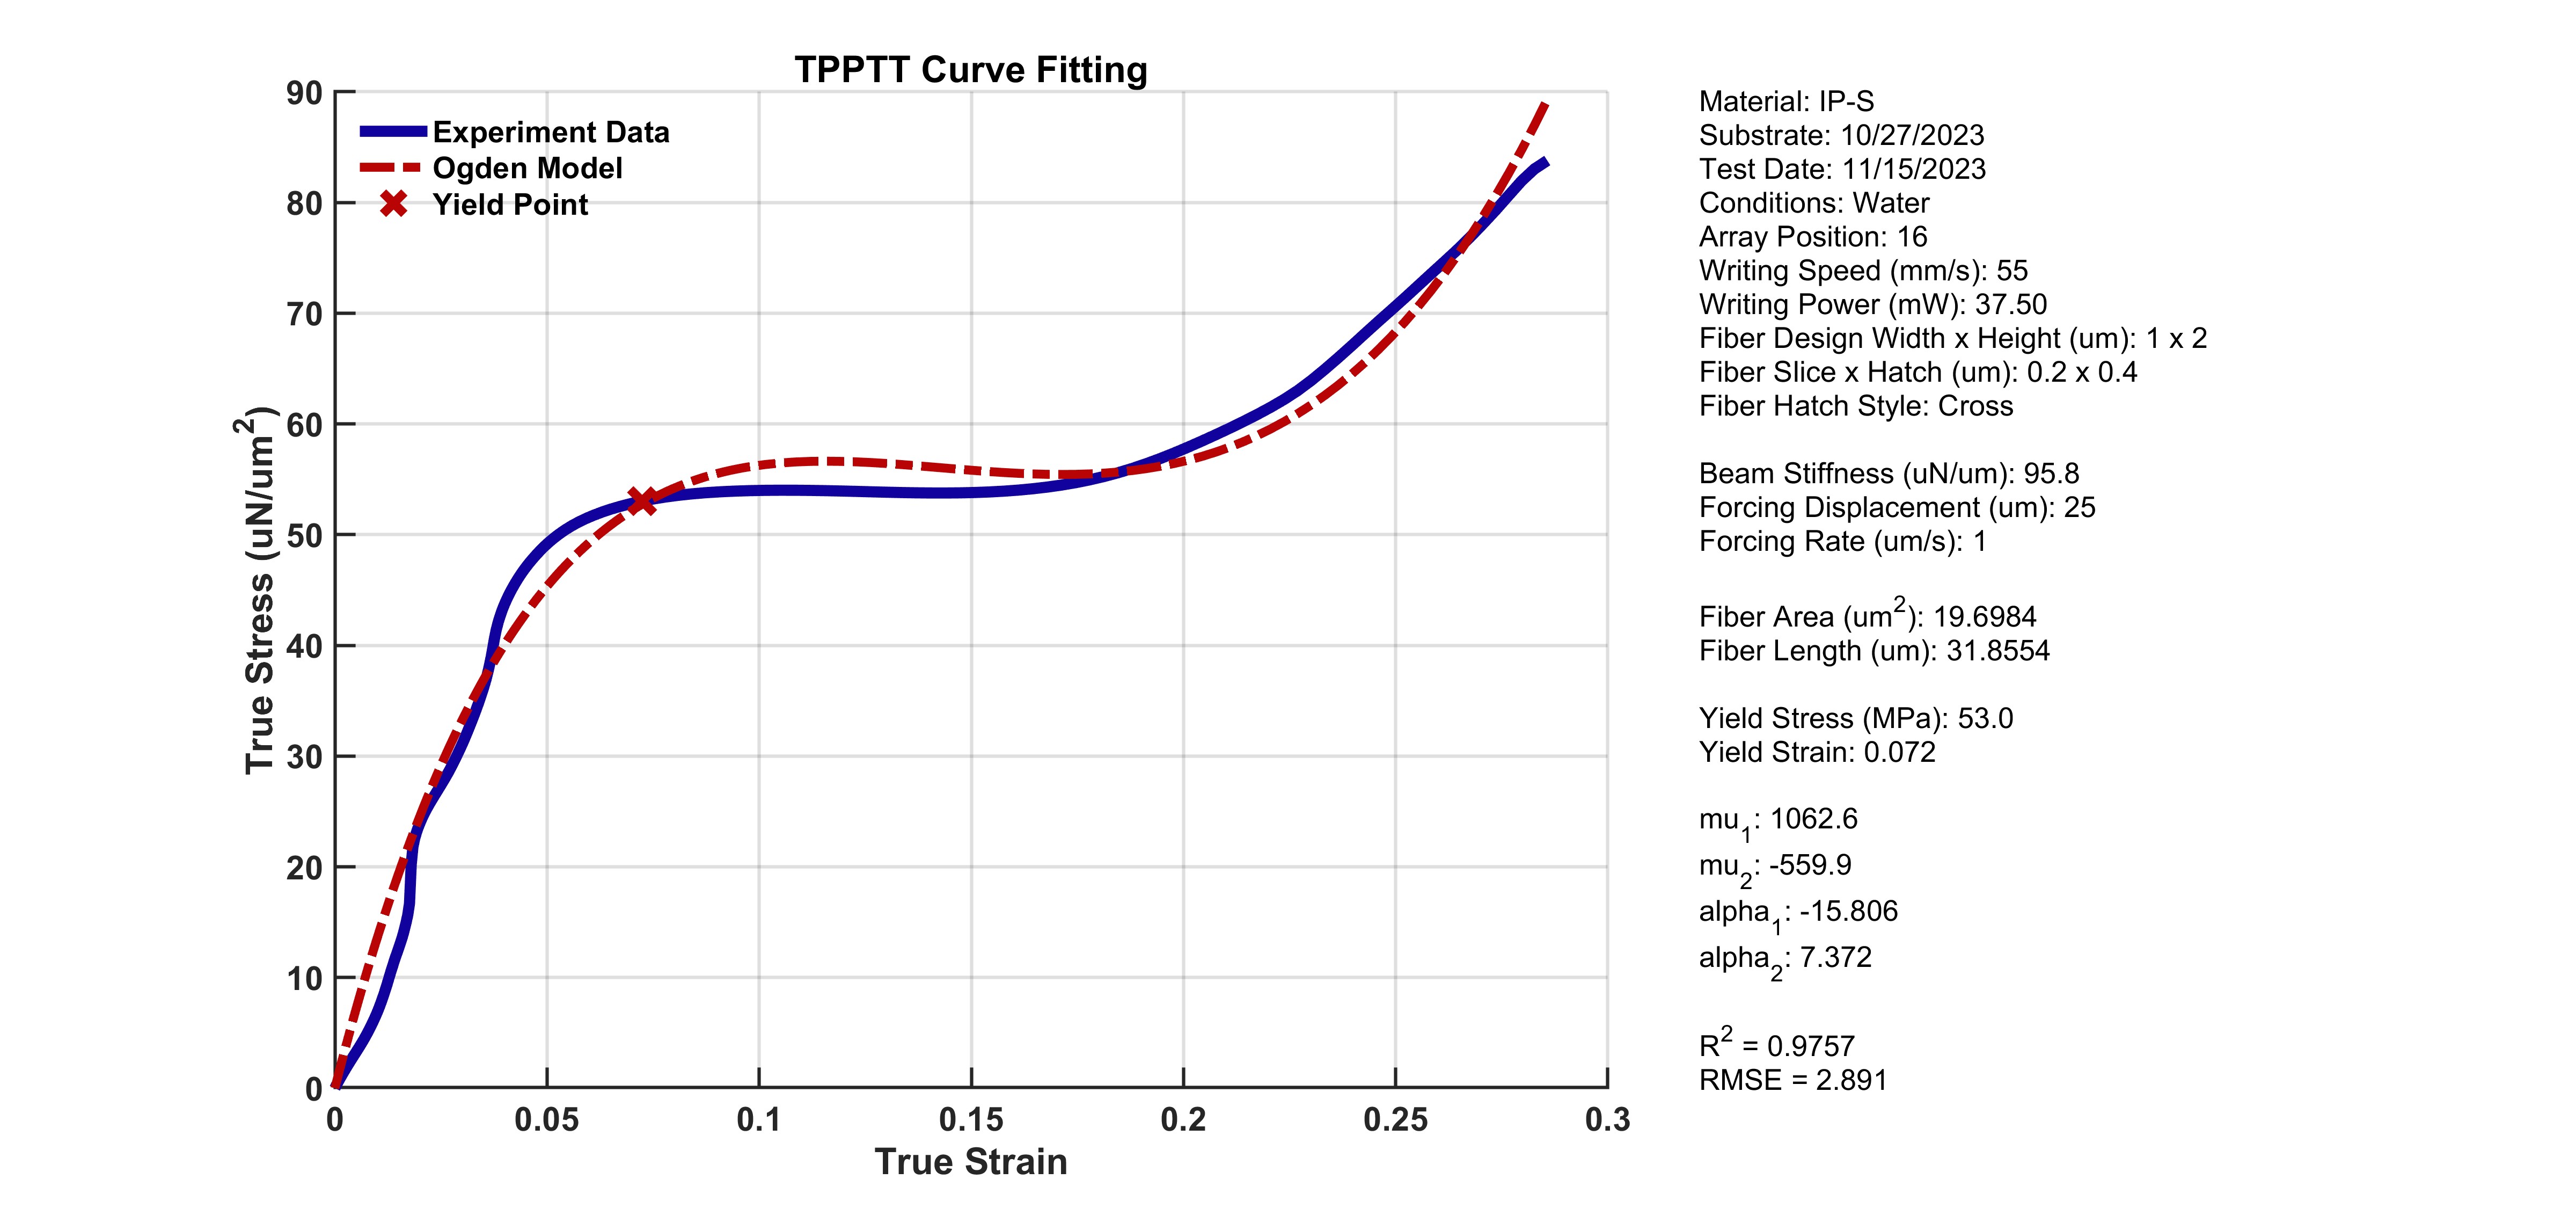 TPPTT Curve Fitting
Experiment Data
Ogden Model
Yield Point
True Stress (uN/um²)
90
80
70
60
50
40
30
20
10
0
0
0.05
0.1
0.15
0.2
0.25
0.3
True Strain
Material: IP-S
Substrate: 10/27/2023
Test Date: 11/15/2023
Conditions: Water
Array Position: 16
Writing Speed (mm/s): 55
Writing Power (mW): 37.50
Fiber Design Width x Height (um): 1 x 2
Fiber Slice x Hatch (um): 0.2 x 0.4
Fiber Hatch Style: Cross
Beam Stiffness (uN/um): 95.8
Forcing Displacement (um): 25
Forcing Rate (um/s): 1
Fiber Area (um²): 19.6984
Fiber Length (um): 31.8554
Yield Stress (MPa): 53.0
Yield Strain: 0.072
mu₁: 1062.6
mu₂: -559.9
alpha₁: -15.806
alpha₂: 7.372
R² = 0.9757
RMSE = 2.891